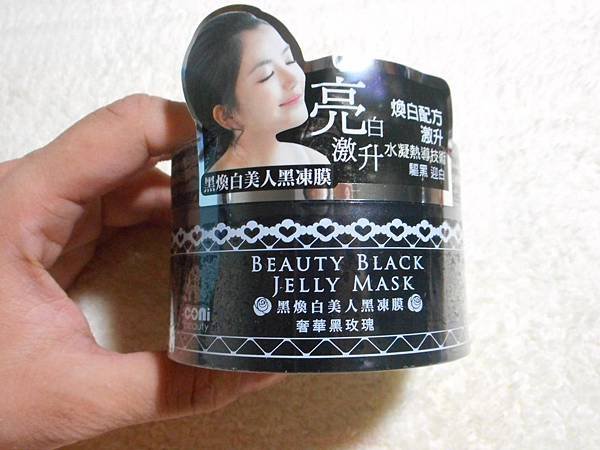 亮白
激升
煥白配方
激升
水凝熱導技術
驅黑 迎白
黑煥白美人黑凍膜
BEAUTY BLACK
JELLY MASK
黑煥白美人黑凍膜
奢華黑玫瑰
coni
beauty